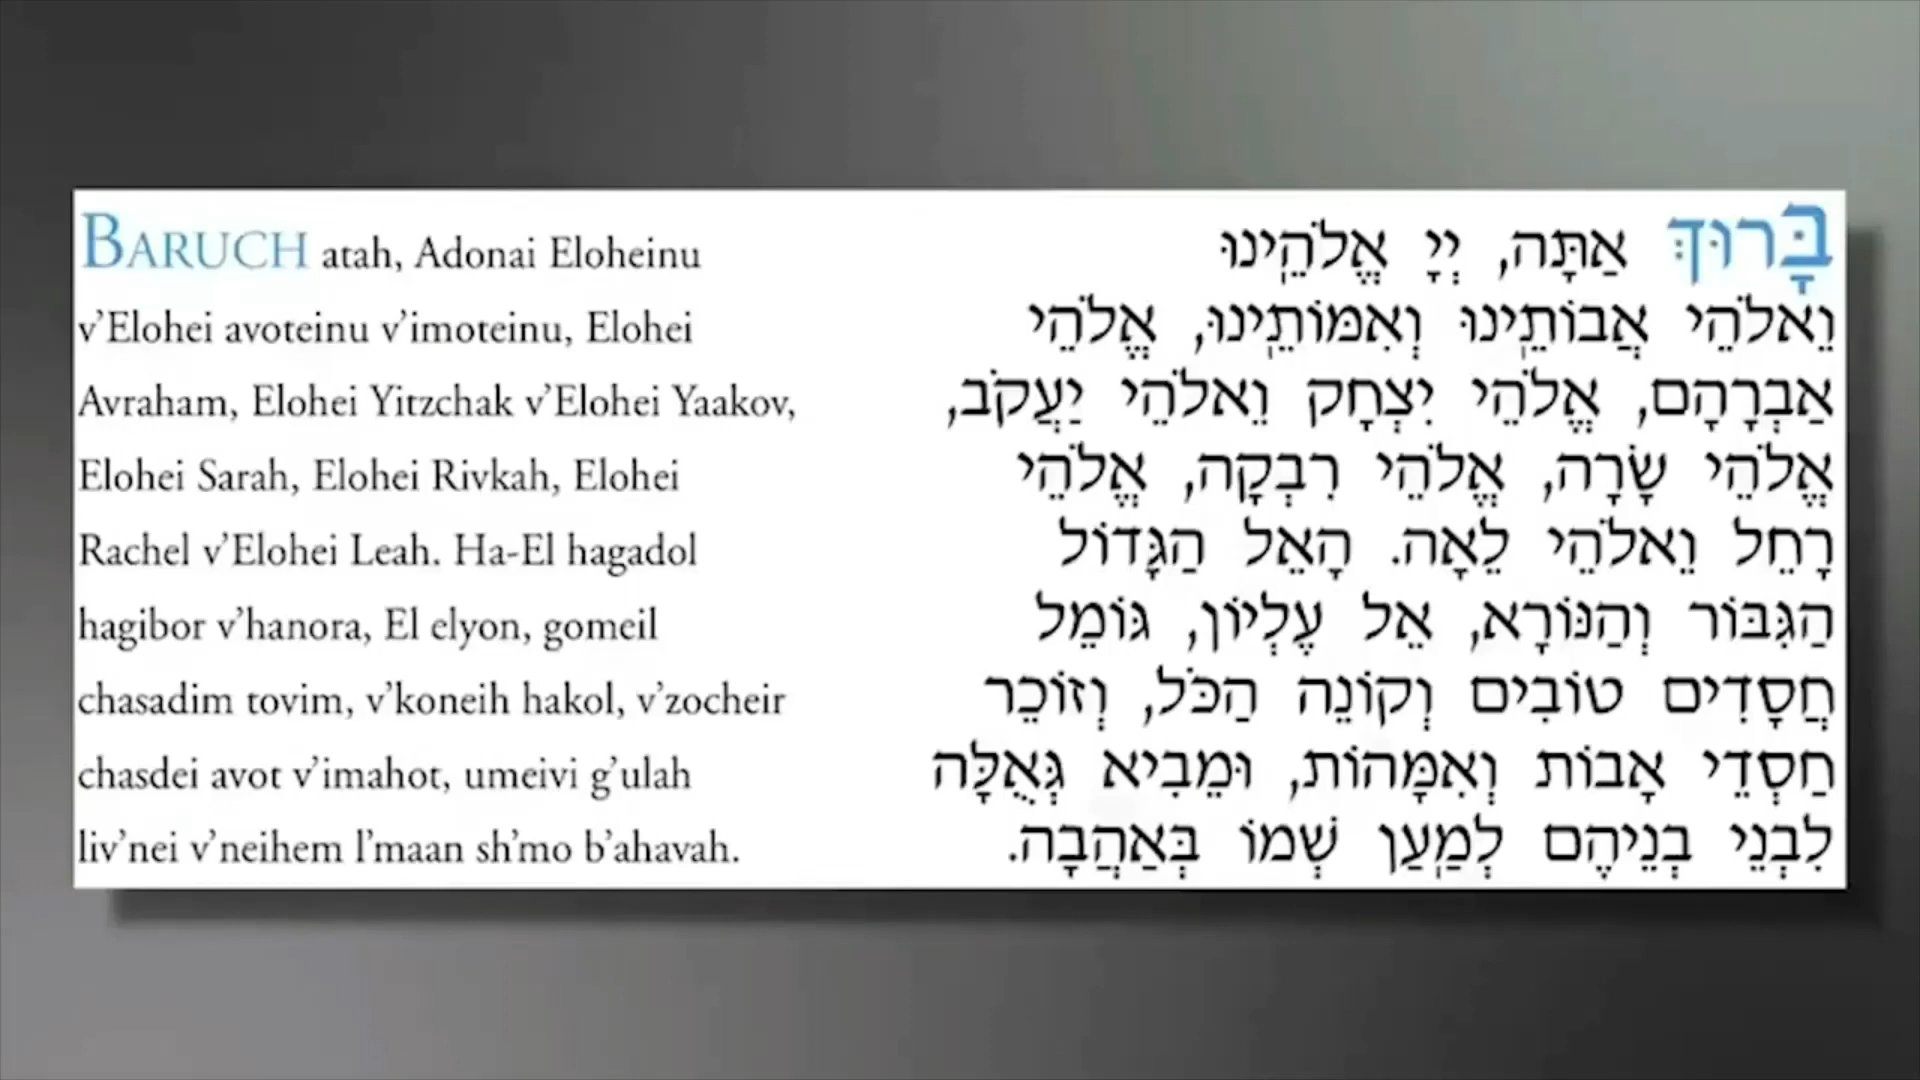 BARUCH atah, Adonai Eloheinu
v’Elohei avoteinu v’imoteinu, Elohei
Avraham, Elohei Yitzchak v’Elohei Yaakov,
Elohei Sarah, Elohei Rivkah, Elohei
Rachel v’Elohei Leah. Ha-El hagadol
hagibor v’hanora, El elyon, gomeil
chasadim tovim, v’koneih hakol, v’zocheir
chasdei avot v’imahot, umeivi g’ulah
liv’nei v’neihem l’maan sh’mo b’ahavah.
בָּרוּךְ אַתָּה, יְיָ אֱלֹהֵֽינוּ
וֵאלֹהֵי אֲבוֹתֵֽינוּ וְאִמּוֹתֵֽינוּ, אֱלֹהֵי
אַבְרָהָם, אֱלֹהֵי יִצְחָק וֵאלֹהֵי יַעֲקֹב,
אֱלֹהֵי שָׂרָה, אֱלֹהֵי רִבְקָה, אֱלֹהֵי
רָחֵל וֵאלֹהֵי לֵאָה. הָאֵל הַגָּדוֹל
הַגִּבּוֹר וְהַנּוֹרָא, אֵל עֶלְיוֹן, גּוֹמֵל
חֲסָדִים טוֹבִים וְקוֹנֵה הַכֹּל, וְזוֹכֵר
חַסְדֵי אָבוֹת וְאִמָּהוֹת, וּמֵבִיא גְּאֻלָּה
לִבְנֵי בְנֵיהֶם לְמַֽעַן שְׁמוֹ בְּאַהֲבָה.